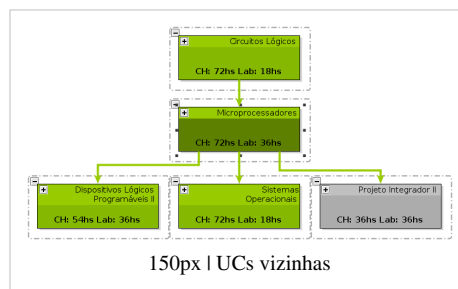 Circuitos Lógicos
CH: 72hs Lab: 18hs
Microprocessadores
CH: 72hs Lab: 36hs
Dispositivos Lógicos
Programáveis II
CH: 54hs Lab: 36hs
Sistemas
Operacionais
CH: 72hs Lab: 18hs
Projeto Integrador II
CH: 36hs Lab: 36hs
150px | UCs vizinhas